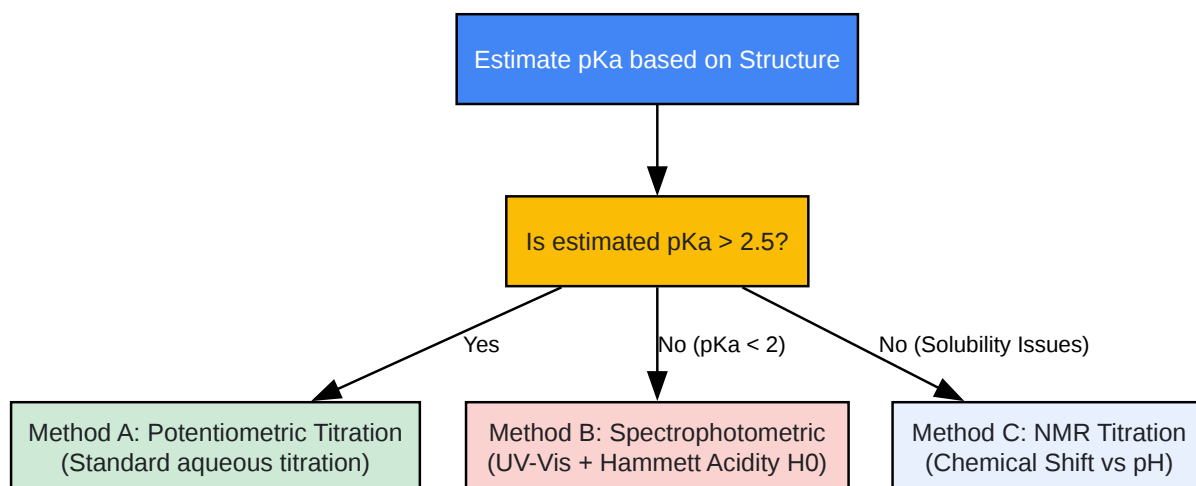 Estimate pKa based on Structure
Is estimated pKa > 2.5?
Yes
No (pKa < 2)
No (Solubility Issues)
Method A: Potentiometric Titration
(Standard aqueous titration)
Method B: Spectrophotometric
(UV-Vis + Hammett Acidity H0)
Method C: NMR Titration
(Chemical Shift vs pH)